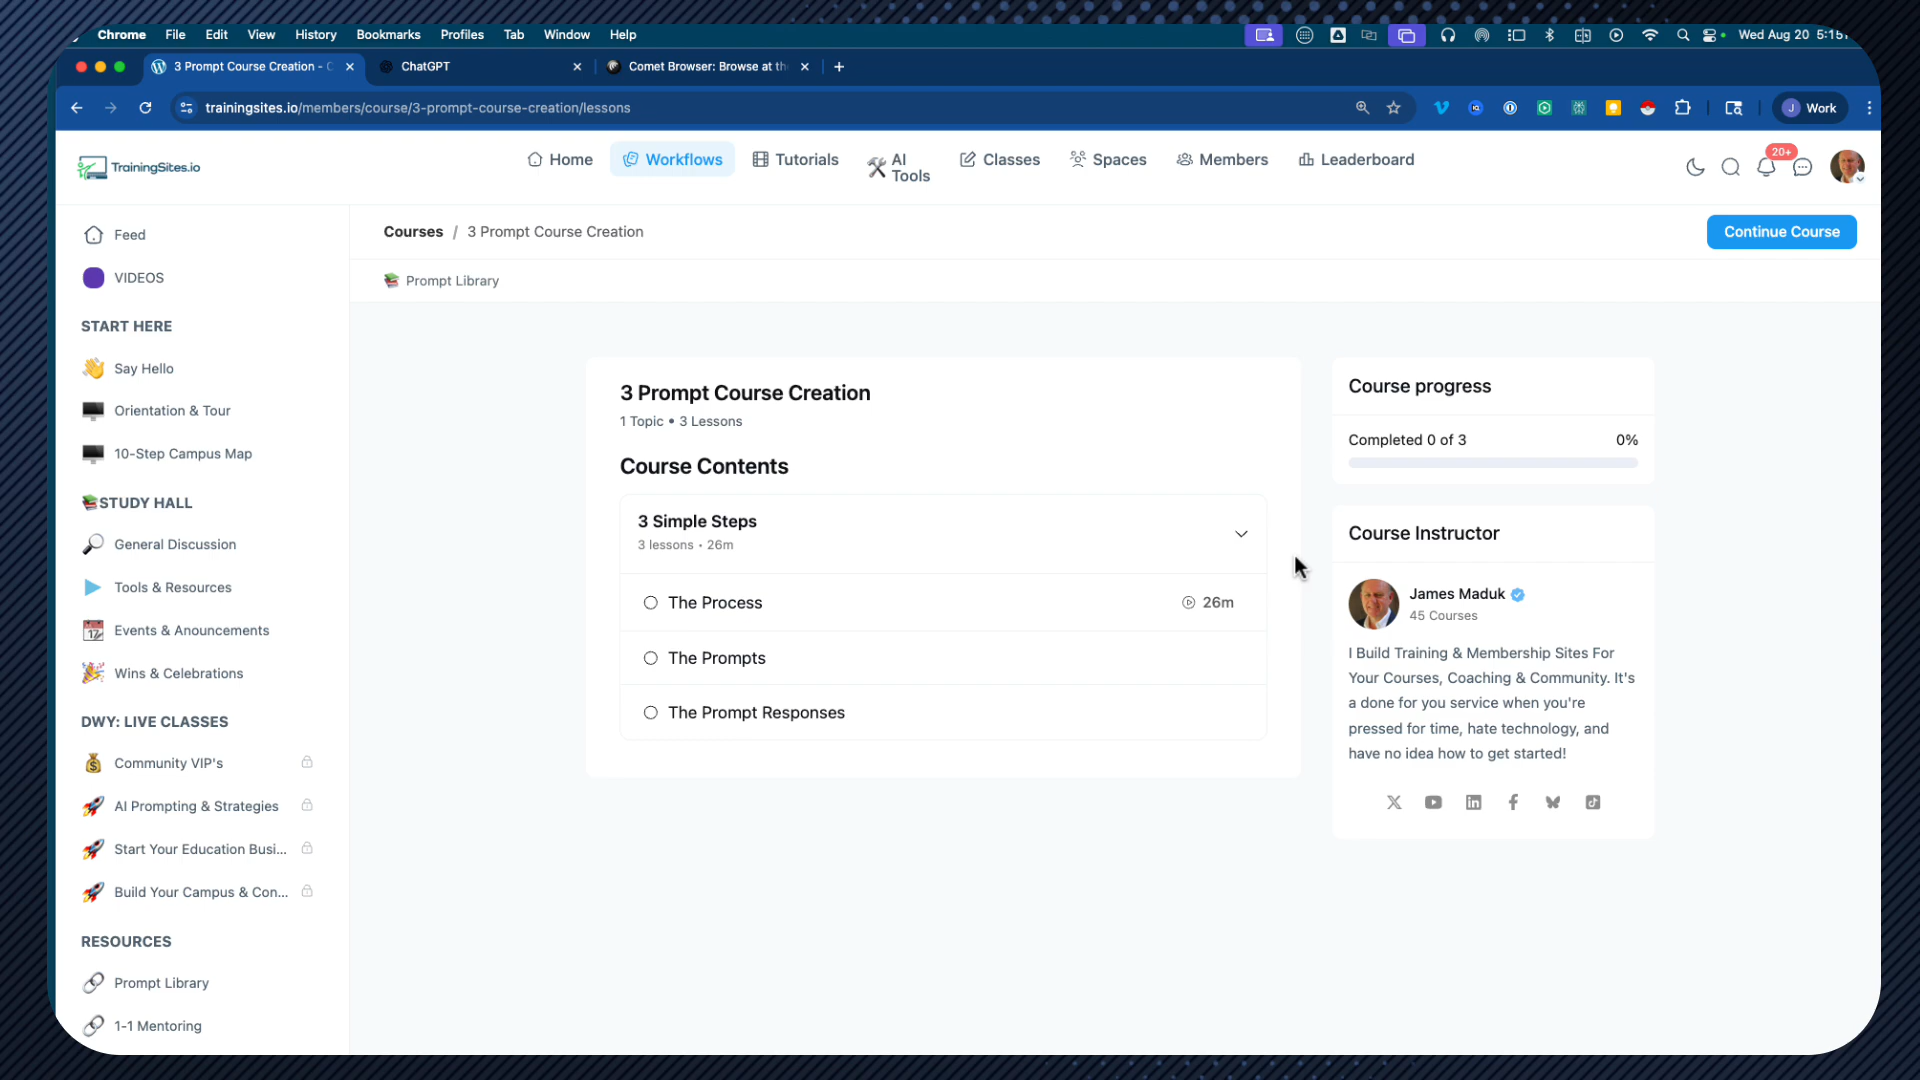 Chrome File Edit View History Bookmarks Profiles Tab Window Help
Wed Aug 20 5:15
3 Prompt Course Creation - C
ChatGPT
Comet Browser: Browse at th
trainingsites.io/members/course/3-prompt-course-creation/lessons
J Work
TrainingSites.io
Home
Workflows
Tutorials
AI
Tools
Classes
Spaces
Members
Leaderboard
20+
Feed
VIDEOS
START HERE
Say Hello
Orientation & Tour
10-Step Campus Map
STUDY HALL
General Discussion
Tools & Resources
17
Events & Anouncements
Wins & Celebrations
DWY: LIVE CLASSES
Community VIP's
AI Prompting & Strategies
Start Your Education Busi...
Build Your Campus & Con...
RESOURCES
Prompt Library
1-1 Mentoring
Courses / 3 Prompt Course Creation
Continue Course
Prompt Library
3 Prompt Course Creation
1 Topic • 3 Lessons
Course Contents
3 Simple Steps
3 lessons • 26m
The Process
26m
The Prompts
The Prompt Responses
Course progress
Completed 0 of 3
0%
Course Instructor
James Maduk
45 Courses
I Build Training & Membership Sites For
Your Courses, Coaching & Community. It's
a done for you service when you're
pressed for time, hate technology, and
have no idea how to get started!